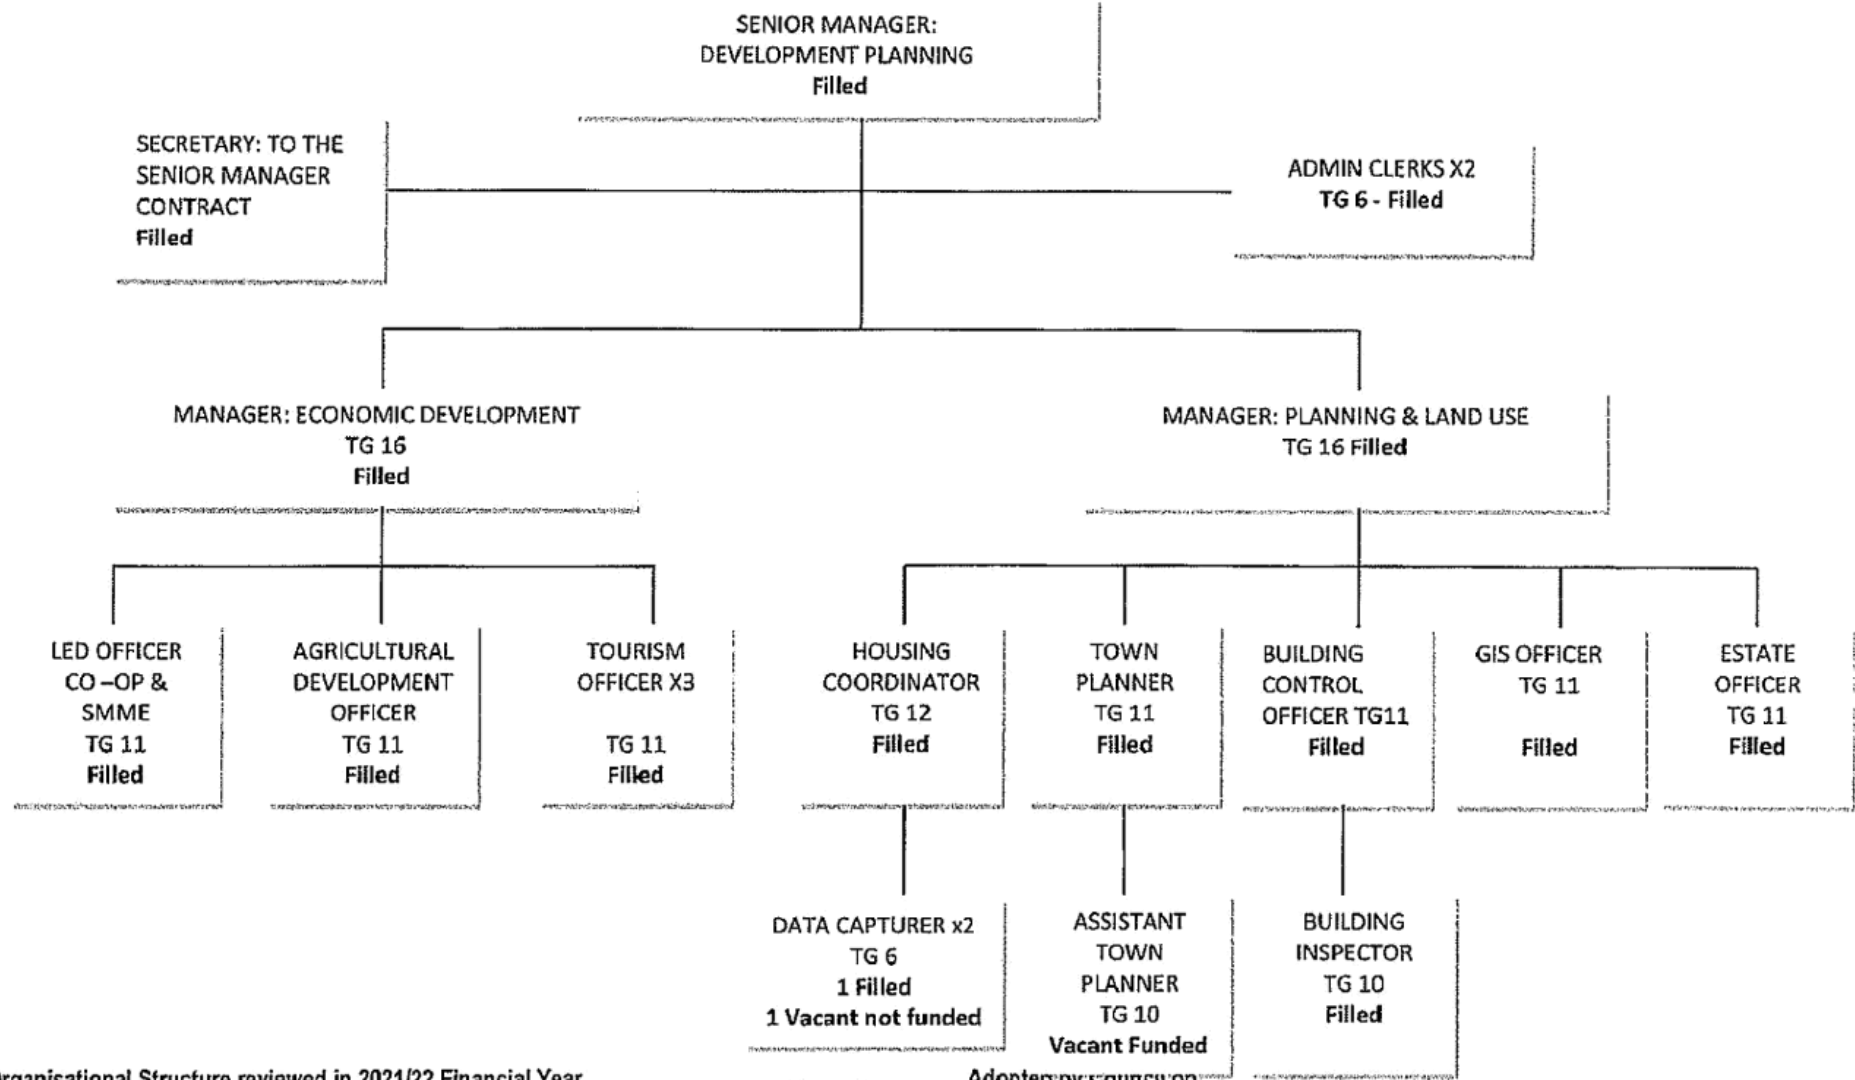 SENIOR MANAGER:
DEVELOPMENT PLANNING
Filled
SECRETARY: TO THE
SENIOR MANAGER
CONTRACT
Filled
ADMIN CLERKS X2
TG 6 - Filled
MANAGER: ECONOMIC DEVELOPMENT
TG 16
Filled
MANAGER: PLANNING & LAND USE
TG 16 Filled
LED OFFICER
CO –OP &
SMME
TG 11
Filled
AGRICULTURAL
DEVELOPMENT
OFFICER
TG 11
Filled
TOURISM
OFFICER X3
TG 11
Filled
HOUSING
COORDINATOR
TG 12
Filled
TOWN
PLANNER
TG 11
Filled
BUILDING
CONTROL
OFFICER TG11
Filled
GIS OFFICER
TG 11
Filled
ESTATE
OFFICER
TG 11
Filled
DATA CAPTURER x2
TG 6
1 Filled
1 Vacant not funded
ASSISTANT
TOWN
PLANNER
TG 10
Vacant Funded
BUILDING
INSPECTOR
TG 10
Filled
rganisational Structure reviewed in 2021/22 Financial Year